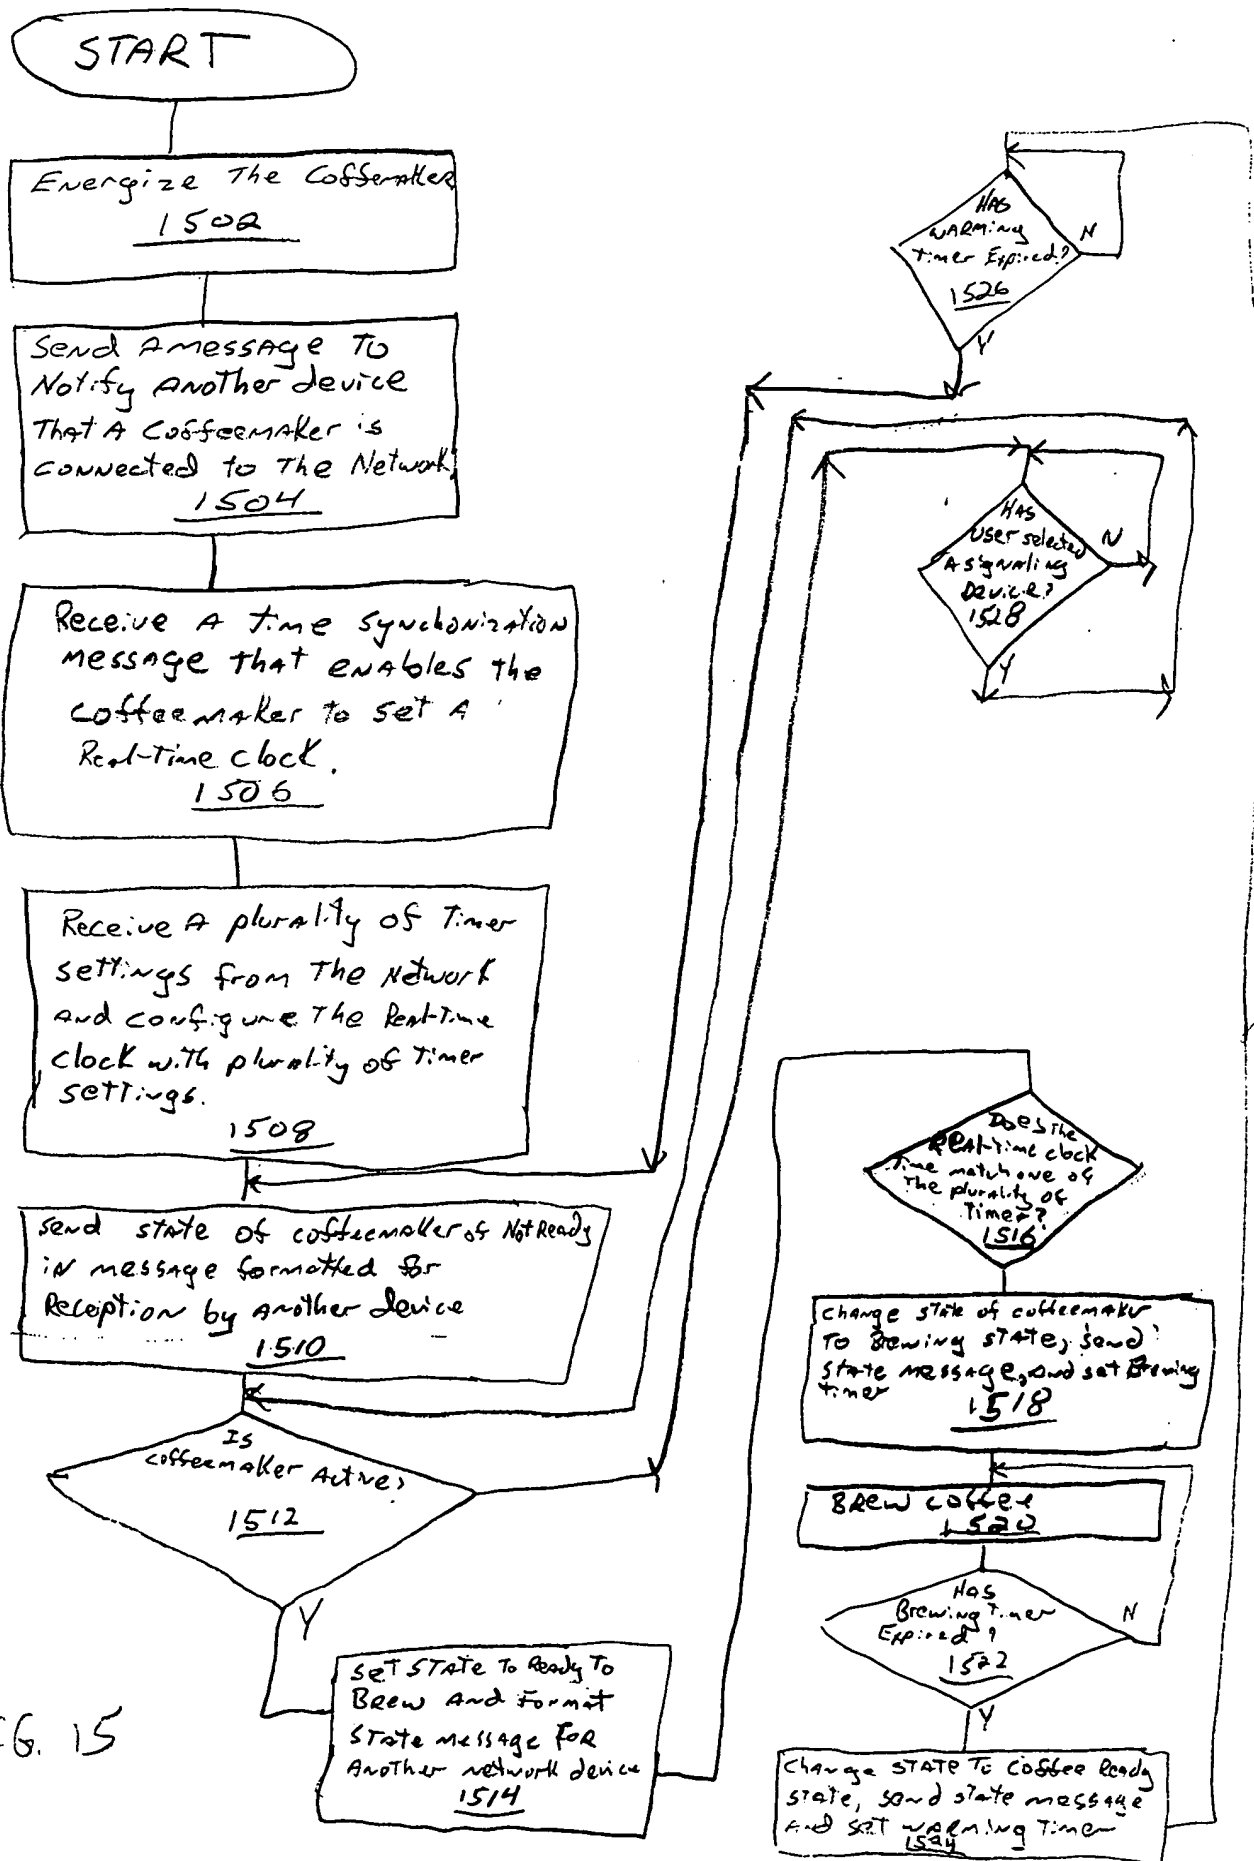 START
Energize The Coffemaker
1502
Send A message To
Notify Another device
That A Coffeemaker is
connected to The Network.
1504
Receive A time synchonization
message that enables the
coffeemaker to set A
Real-Time clock.
1506
Receive A plurality of Timer
settings from The Network
and configure The Real-Time
clock with plurality of Timer
settings.
1508
Send state of coffeemaker of Not Ready
in message formatted for
Reception by another device
1510
Is
coffeemaker Active?
1512
Y
Set STATE To Ready To
Brew And Format
State message For
Another network device
1514
Has
warming
timer Expired?
1526
N
Y
Has
user selected
A signaling
Device?
1528
N
Y
Does The
Real-Time clock
Time match one of
The plurality of
Timer?
1516
Change state of coffeemaker
To Brewing state, send
state message, and set Brewing
timer
1518
Brew coffee
1520
Has
Brewing Timer
Expired?
1522
N
Y
Change STATE To Coffee Ready
state, send state message
and set warming Timer
1524
G. 15